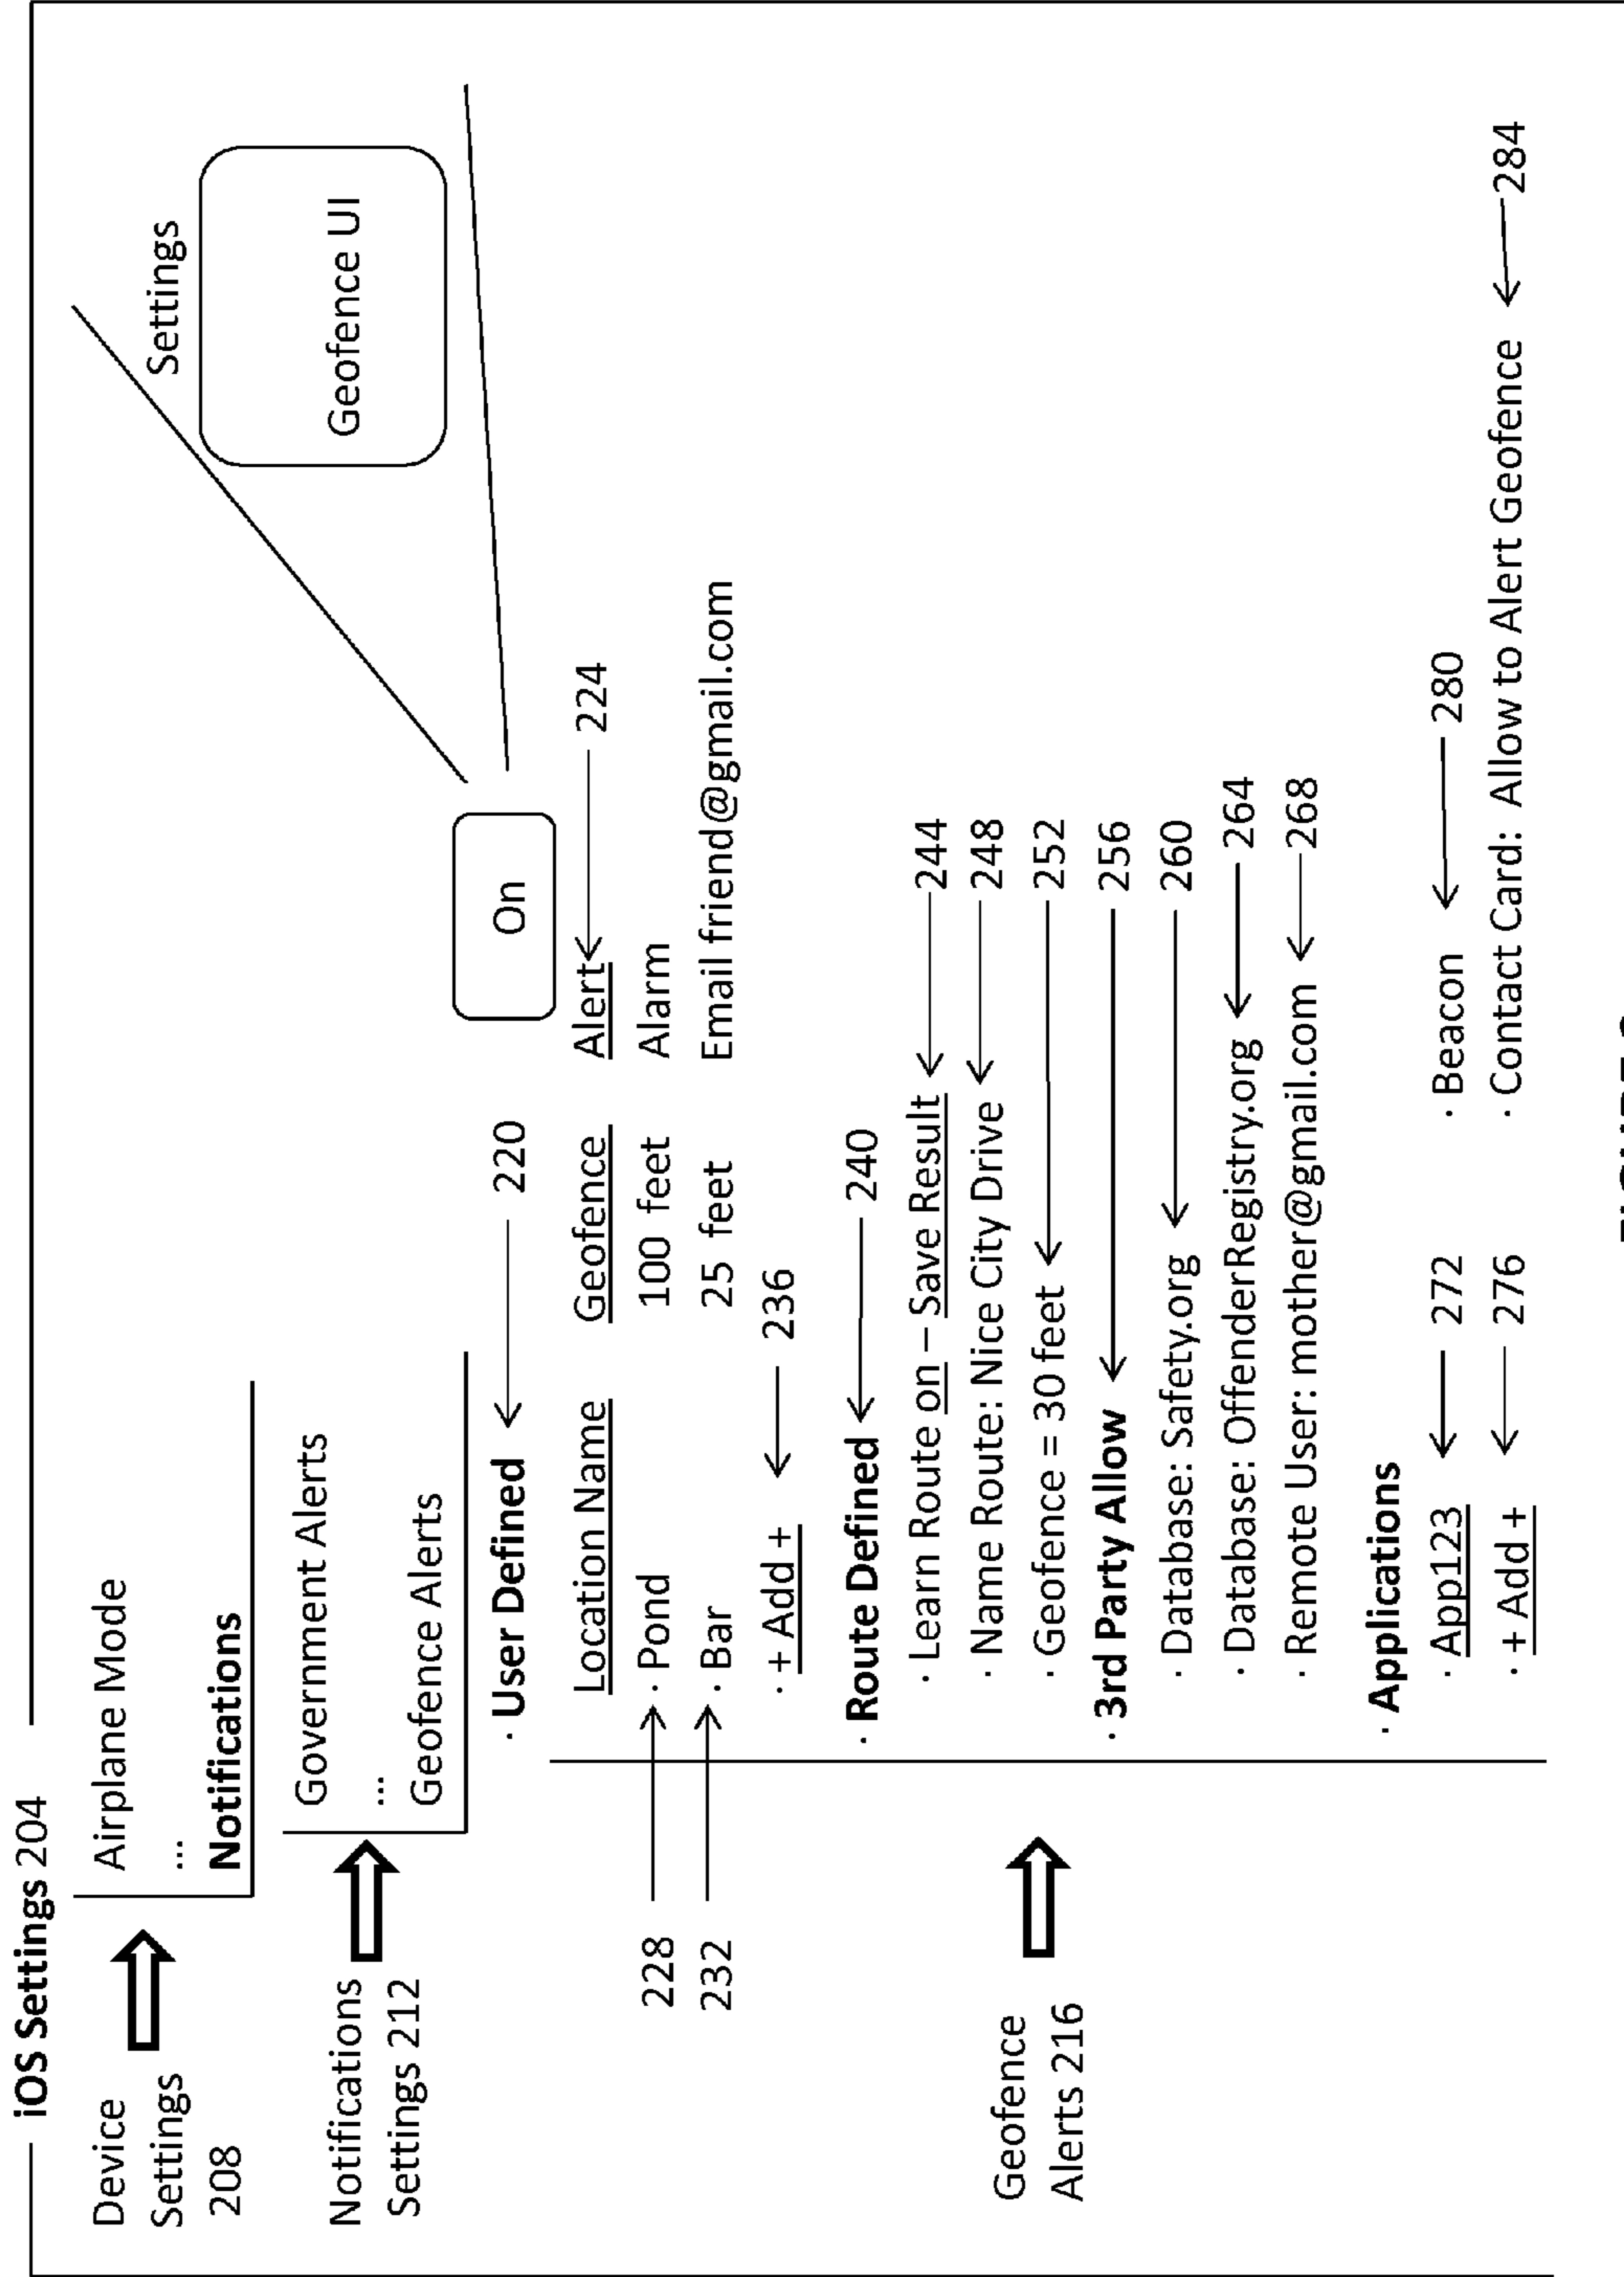 iOS Settings 204
Device
Settings
208
Airplane Mode
...
Notifications
Settings
Geofence UI
Notifications
Settings 212
Government Alerts
...
Geofence Alerts
On
· User Defined 220
Location Name Geofence Alert 224
228 · Pond 100 feet Alarm
232 · Bar 25 feet Email friend@gmail.com
· + Add + 236
Geofence
Alerts 216
· Route Defined 240
· Learn Route on – Save Result 244
· Name Route: Nice City Drive 248
· Geofence = 30 feet 252
· 3rd Party Allow 256
· Database: Safety.org 260
· Database: OffenderRegistry.org 264
· Remote User: mother@gmail.com 268
· Applications
· App123 272 · Beacon 280
· + Add + 276 · Contact Card: Allow to Alert Geofence 284